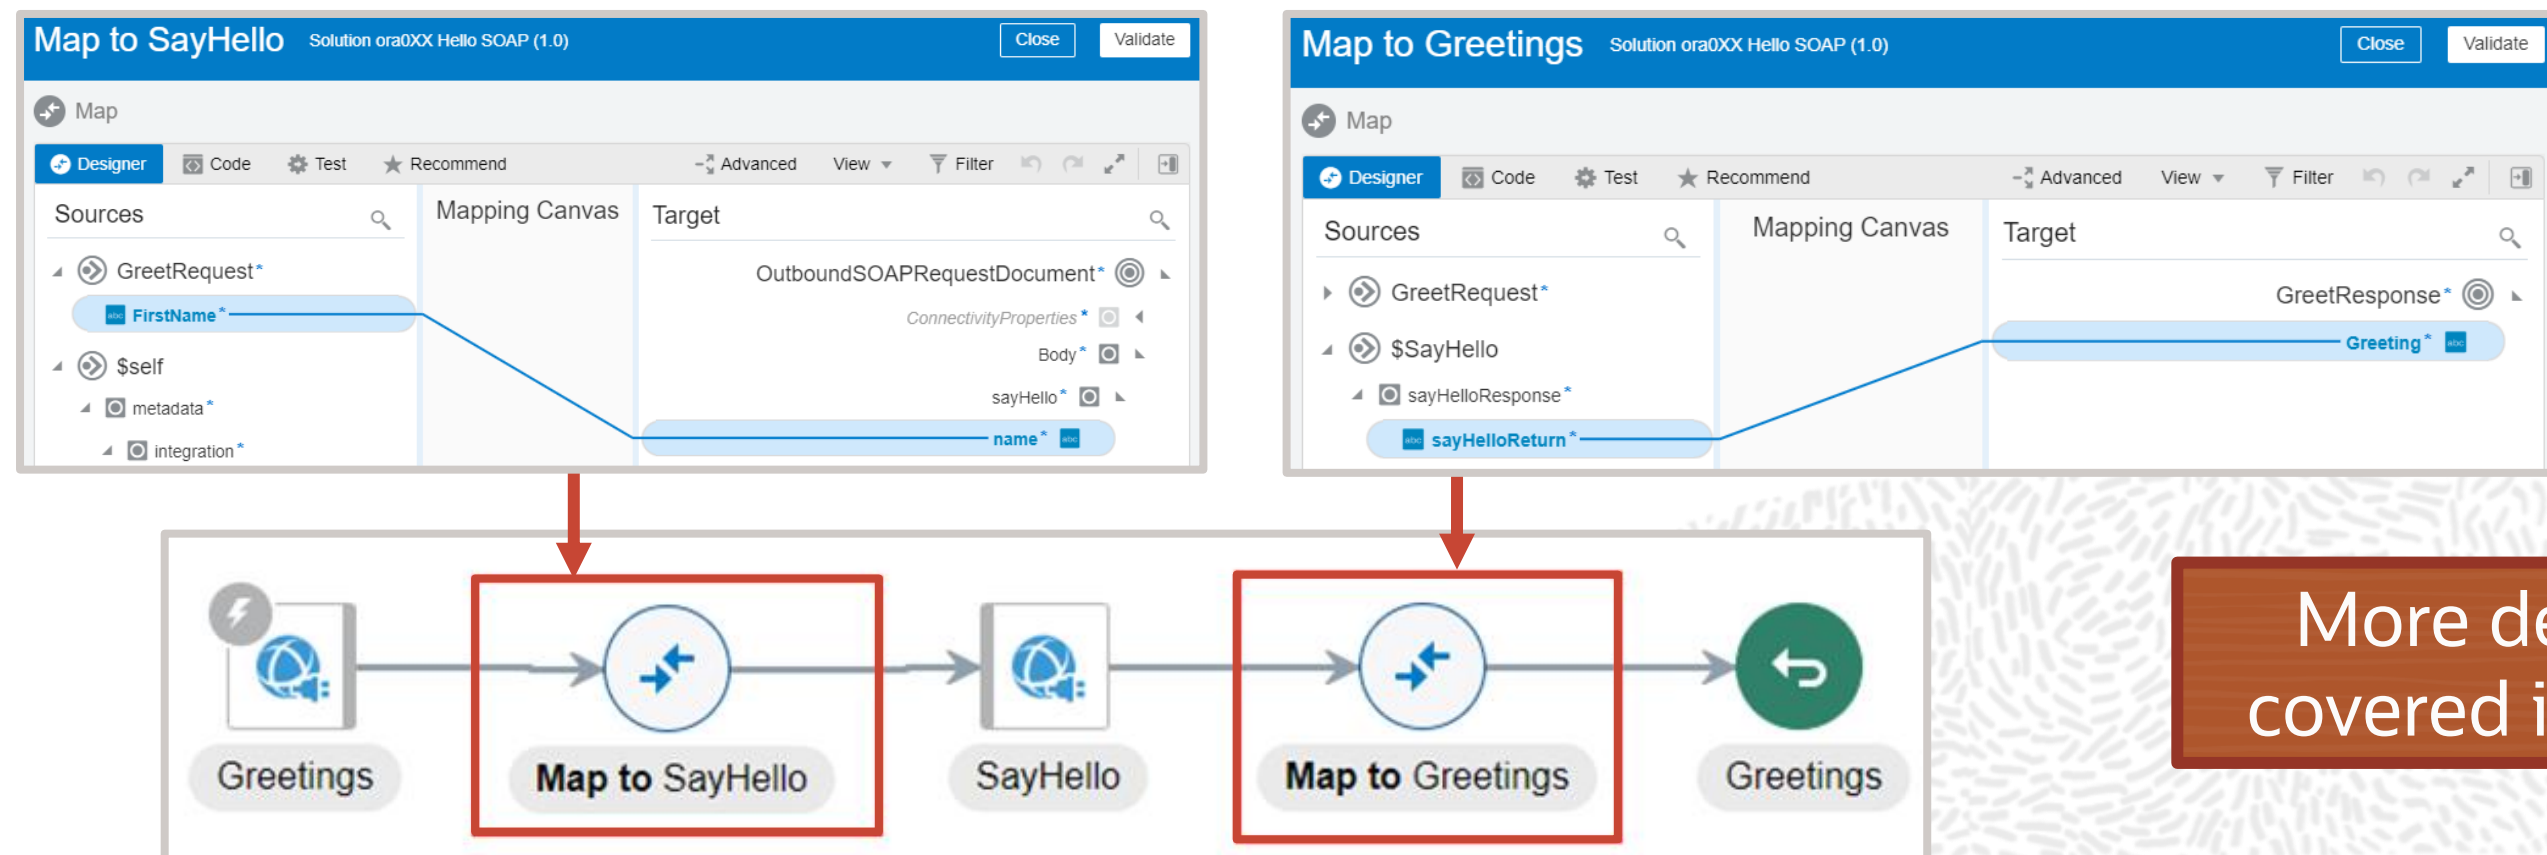 Map to SayHello Solution ora0XX Hello SOAP (1.0) Close Validate
Map
Designer Code Test Recommend Advanced View Filter
Sources Mapping Canvas Target
GreetRequest* OutboundSOAPRequestDocument*
FirstName* ConnectivityProperties*
Body*
$self
sayHello*
metadata*
name*
integration*
Map to Greetings Solution ora0XX Hello SOAP (1.0) Close Validate
Map
Designer Code Test Recommend Advanced View Filter
Sources Mapping Canvas Target
GreetRequest* GreetResponse*
$SayHello Greeting*
sayHelloResponse*
sayHelloReturn*
Greetings Map to SayHello SayHello Map to Greetings Greetings
More de
covered i